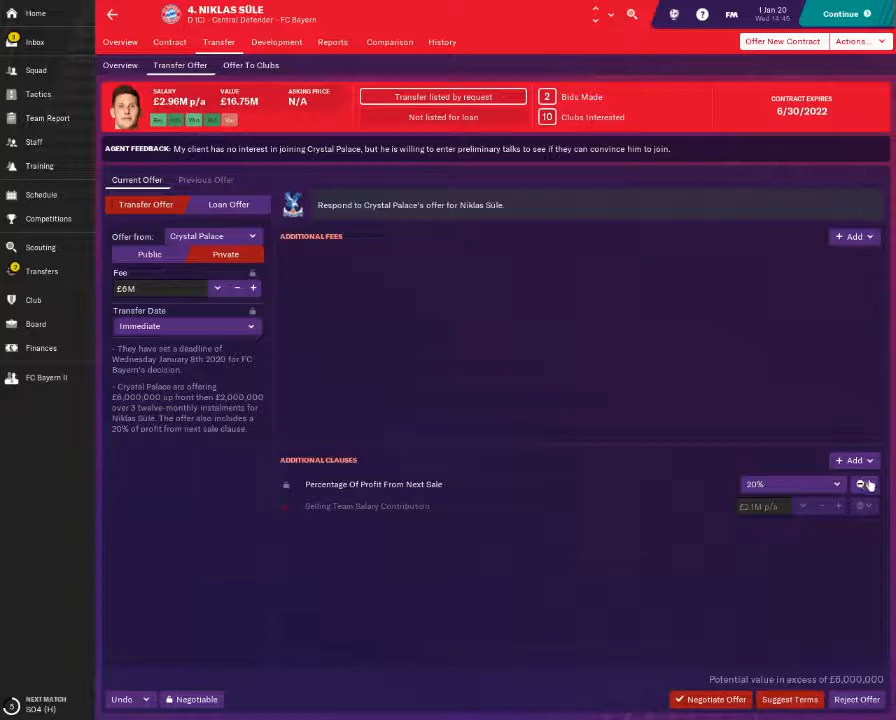 Home
3
Inbox
Squad
Tactics
Team Report
Staff
Training
Schedule
Competitions
Scouting
Transfers
Club
Board
Finances
FC Bayern II
NEXT MATCH
S04 (H)
4. NIKLAS SÜLE
D (C) - Central Defender - FC Bayern
FM
1 Jan 20
Wed 14:45
Continue
Overview Contract Transfer Development Reports Comparison History
Offer New Contract Actions...
Overview Transfer Offer Offer To Clubs
SALARY
£2.96M p/a
VALUE
£16.75M
ASKING PRICE
N/A
Transfer listed by request
Not listed for loan
2 Bids Made
10 Clubs Interested
CONTRACT EXPIRES
6/30/2022
AGENT FEEDBACK: My client has no interest in joining Crystal Palace, but he is willing to enter preliminary talks to see if they can convince him to join.
Current Offer Previous Offer
Transfer Offer Loan Offer
Offer from: Crystal Palace
Public Private
Fee
£6M
Transfer Date
Immediate
- They have set a deadline of
Wednesday January 8th 2020 for FC
Bayern's decision.
- Crystal Palace are offering
£6,000,000 up front then £2,000,000
over 3 twelve-monthly instalments for
Niklas Süle. The offer also includes a
20% of profit from next sale clause.
Respond to Crystal Palace's offer for Niklas Süle.
ADDITIONAL FEES
+ Add
ADDITIONAL CLAUSES
+ Add
Percentage Of Profit From Next Sale 20%
Selling Team Salary Contribution £2.1M p/a
Potential value in excess of £6,000,000
Undo Negotiable Negotiate Offer Suggest Terms Reject Offer